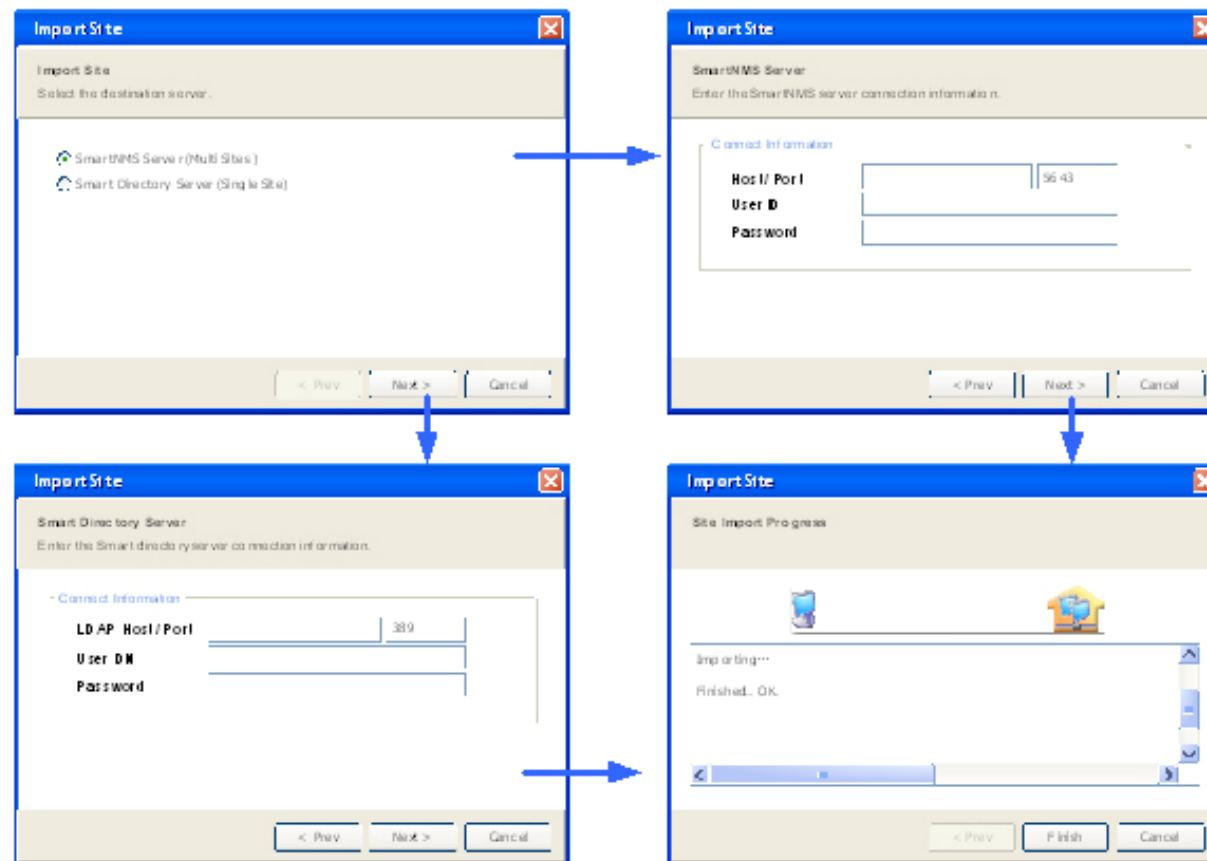 Import Site
Import Site
Select the destination server.
SmartNMS Server (Multi Sites)
Smart Directory Server (Single Site)
< Prev
Next >
Cancel
Import Site
SmartNMS Server
Enter the SmartNMS server connection information.
Connect Information
Host / Port
5643
User ID
Password
< Prev
Next >
Cancel
Import Site
Smart Directory Server
Enter the Smart directory server connection information.
Connect Information
LDAP Host / Port
389
User DN
Password
< Prev
Next >
Cancel
Import Site
Site Import Progress
Importing...
Finished.. OK.
< Prev
Finish
Cancel